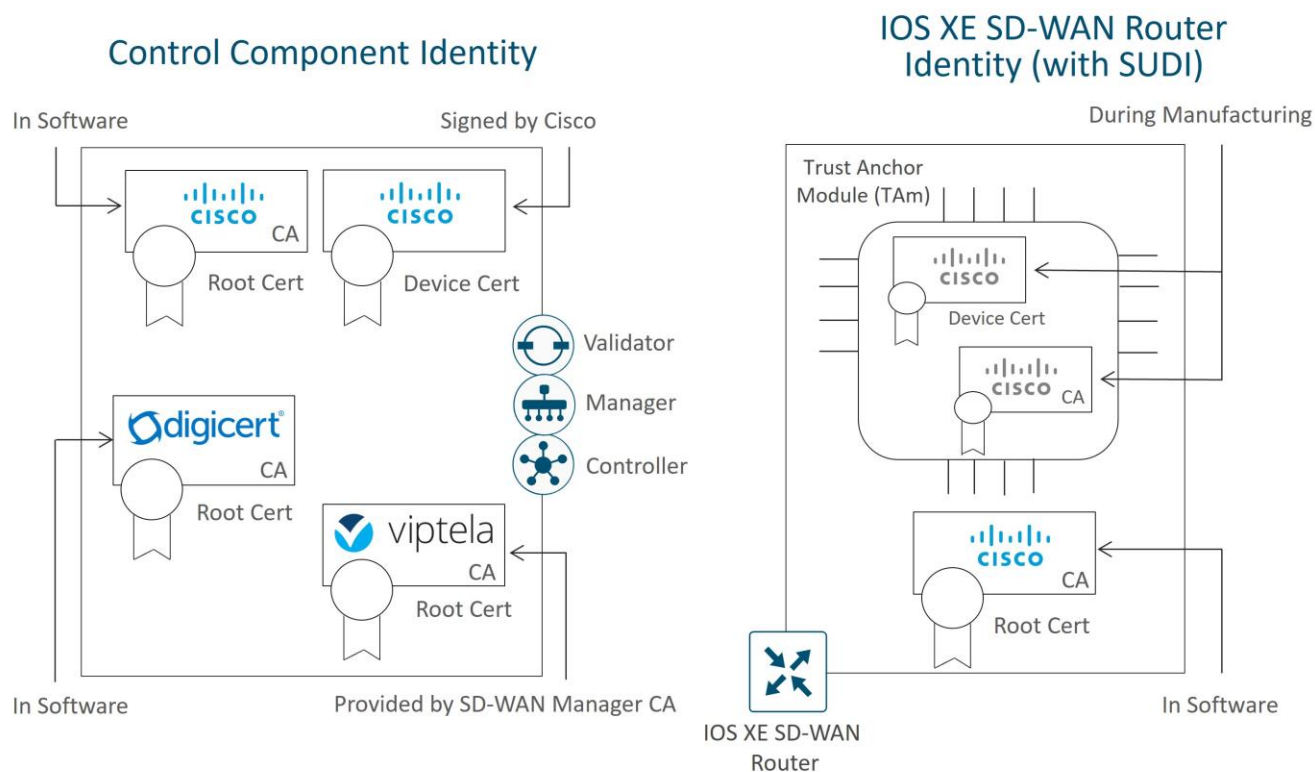 Control Component Identity
In Software
Signed by Cisco
CISCO
CA
Root Cert
CISCO
Device Cert
Validator
Manager
Controller
digicert®
CA
Root Cert
viptela
CA
Root Cert
In Software
Provided by SD-WAN Manager CA
IOS XE SD-WAN Router
Identity (with SUDI)
During Manufacturing
Trust Anchor
Module (TAm)
CISCO
Device Cert
CISCO
CA
CISCO
CA
Root Cert
IOS XE SD-WAN
Router
In Software